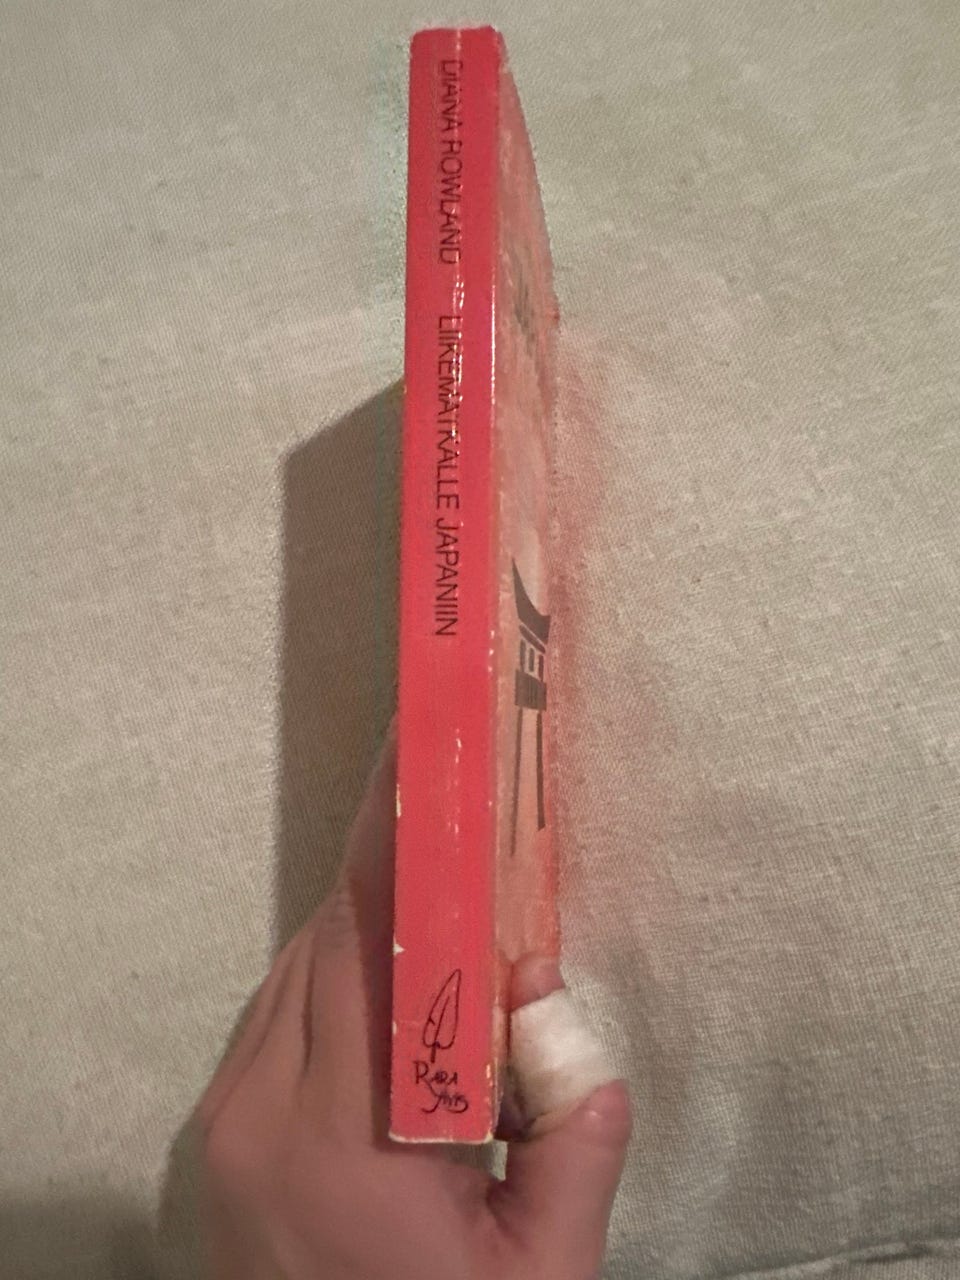 DIANA ROWLAND LIIKEMATKALLE JAPANIIN
RARA
AVIS